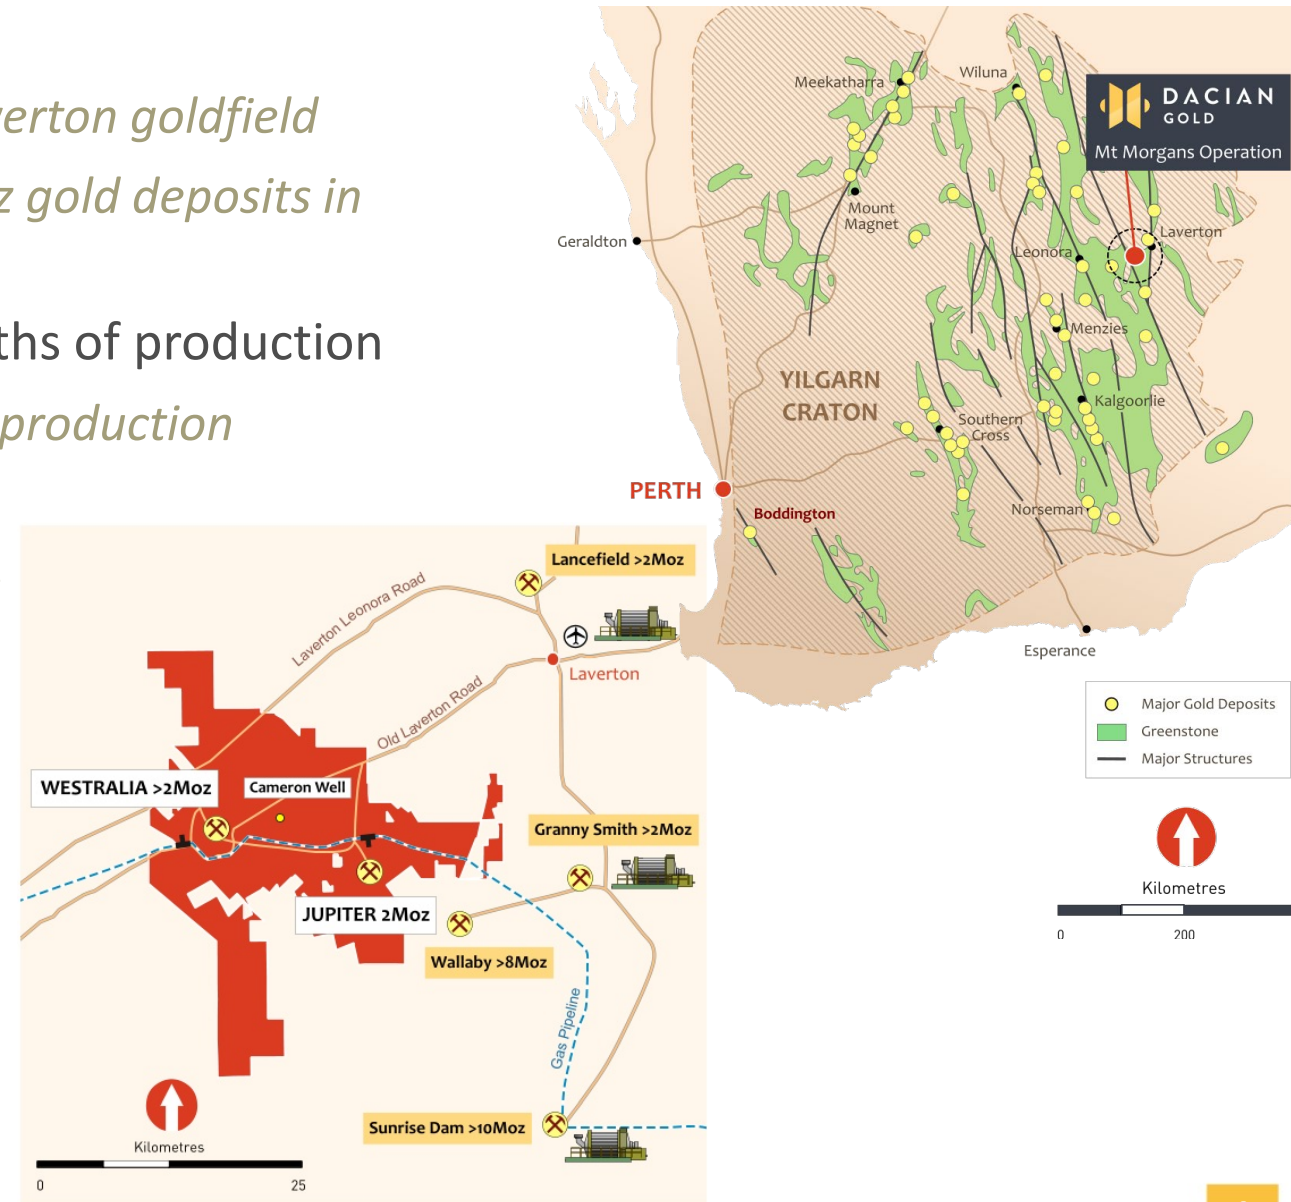 goldfield
z gold deposits in
of production
production
Meekatharra
Wiluna
DACIAN
GOLD
Mt Morgans Operation
Mount
Magnet
Geraldton
Laverton
Leonora
Menzies
YILGARN
CRATON
Kalgoorlie
Southern
Cross
PERTH
Boddington
Norseman
Esperance
Major Gold Deposits
Greenstone
Major Structures
Kilometres
0 200
Lancefield >2Moz
Laverton Leonora Road
Laverton
Old Laverton Road
WESTRALIA >2Moz
Cameron Well
Granny Smith >2Moz
JUPITER 2Moz
Wallaby >8Moz
Gas Pipeline
Sunrise Dam >10Moz
Kilometres
0 25